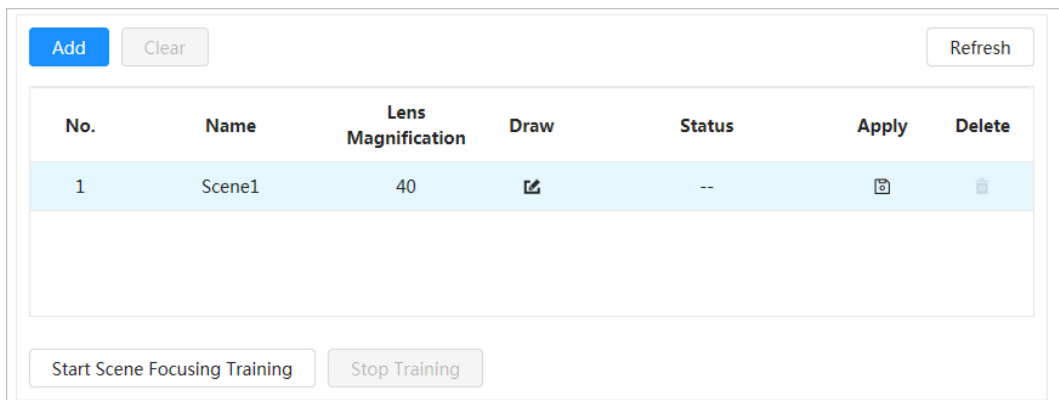 Add Clear Refresh
No. Name Lens Magnification Draw Status Apply Delete
1 Scene1 40 --
Start Scene Focusing Training Stop Training